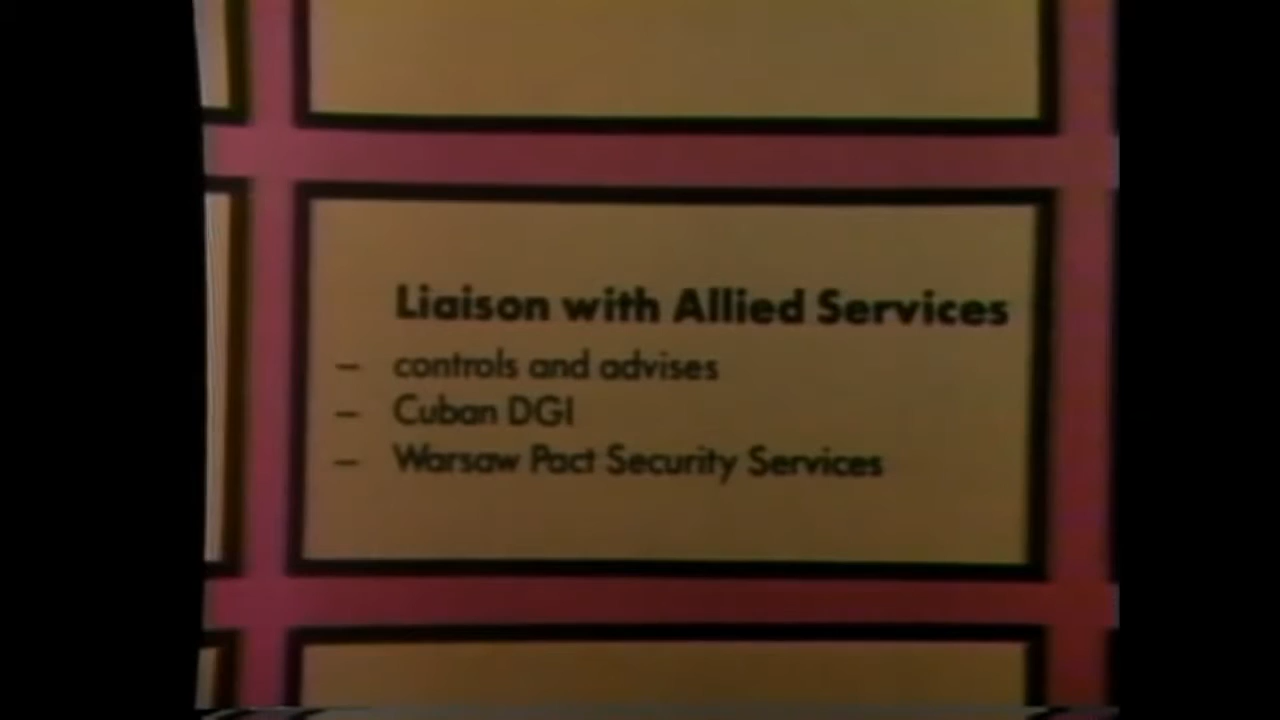 Liaison with Allied Services
– controls and advises
– Cuban DGI
– Warsaw Pact Security Services